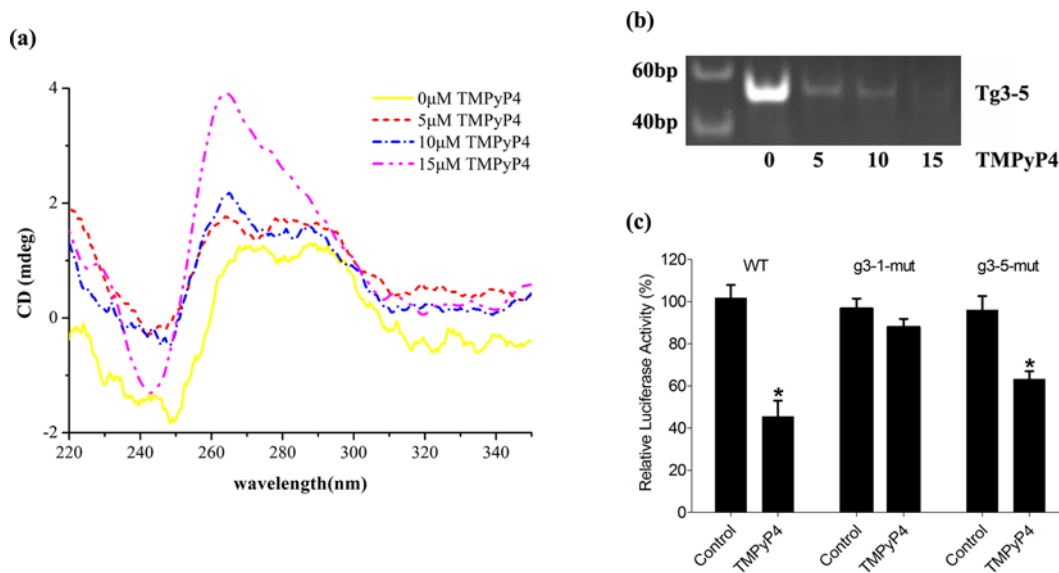 (a)
CD (mdeg)
4
2
0
-2
220
240
260
280
300
320
340
wavelength(nm)
0μM TMPyP4
5μM TMPyP4
10μM TMPyP4
15μM TMPyP4
(b)
60bp
40bp
Tg3-5
0 5 10 15 TMPyP4
(c)
Relative Luciferase Activity (%)
120
100
80
60
40
20
0
WT g3-1-mut g3-5-mut
*
*
Control TMPyP4 Control TMPyP4 Control TMPyP4